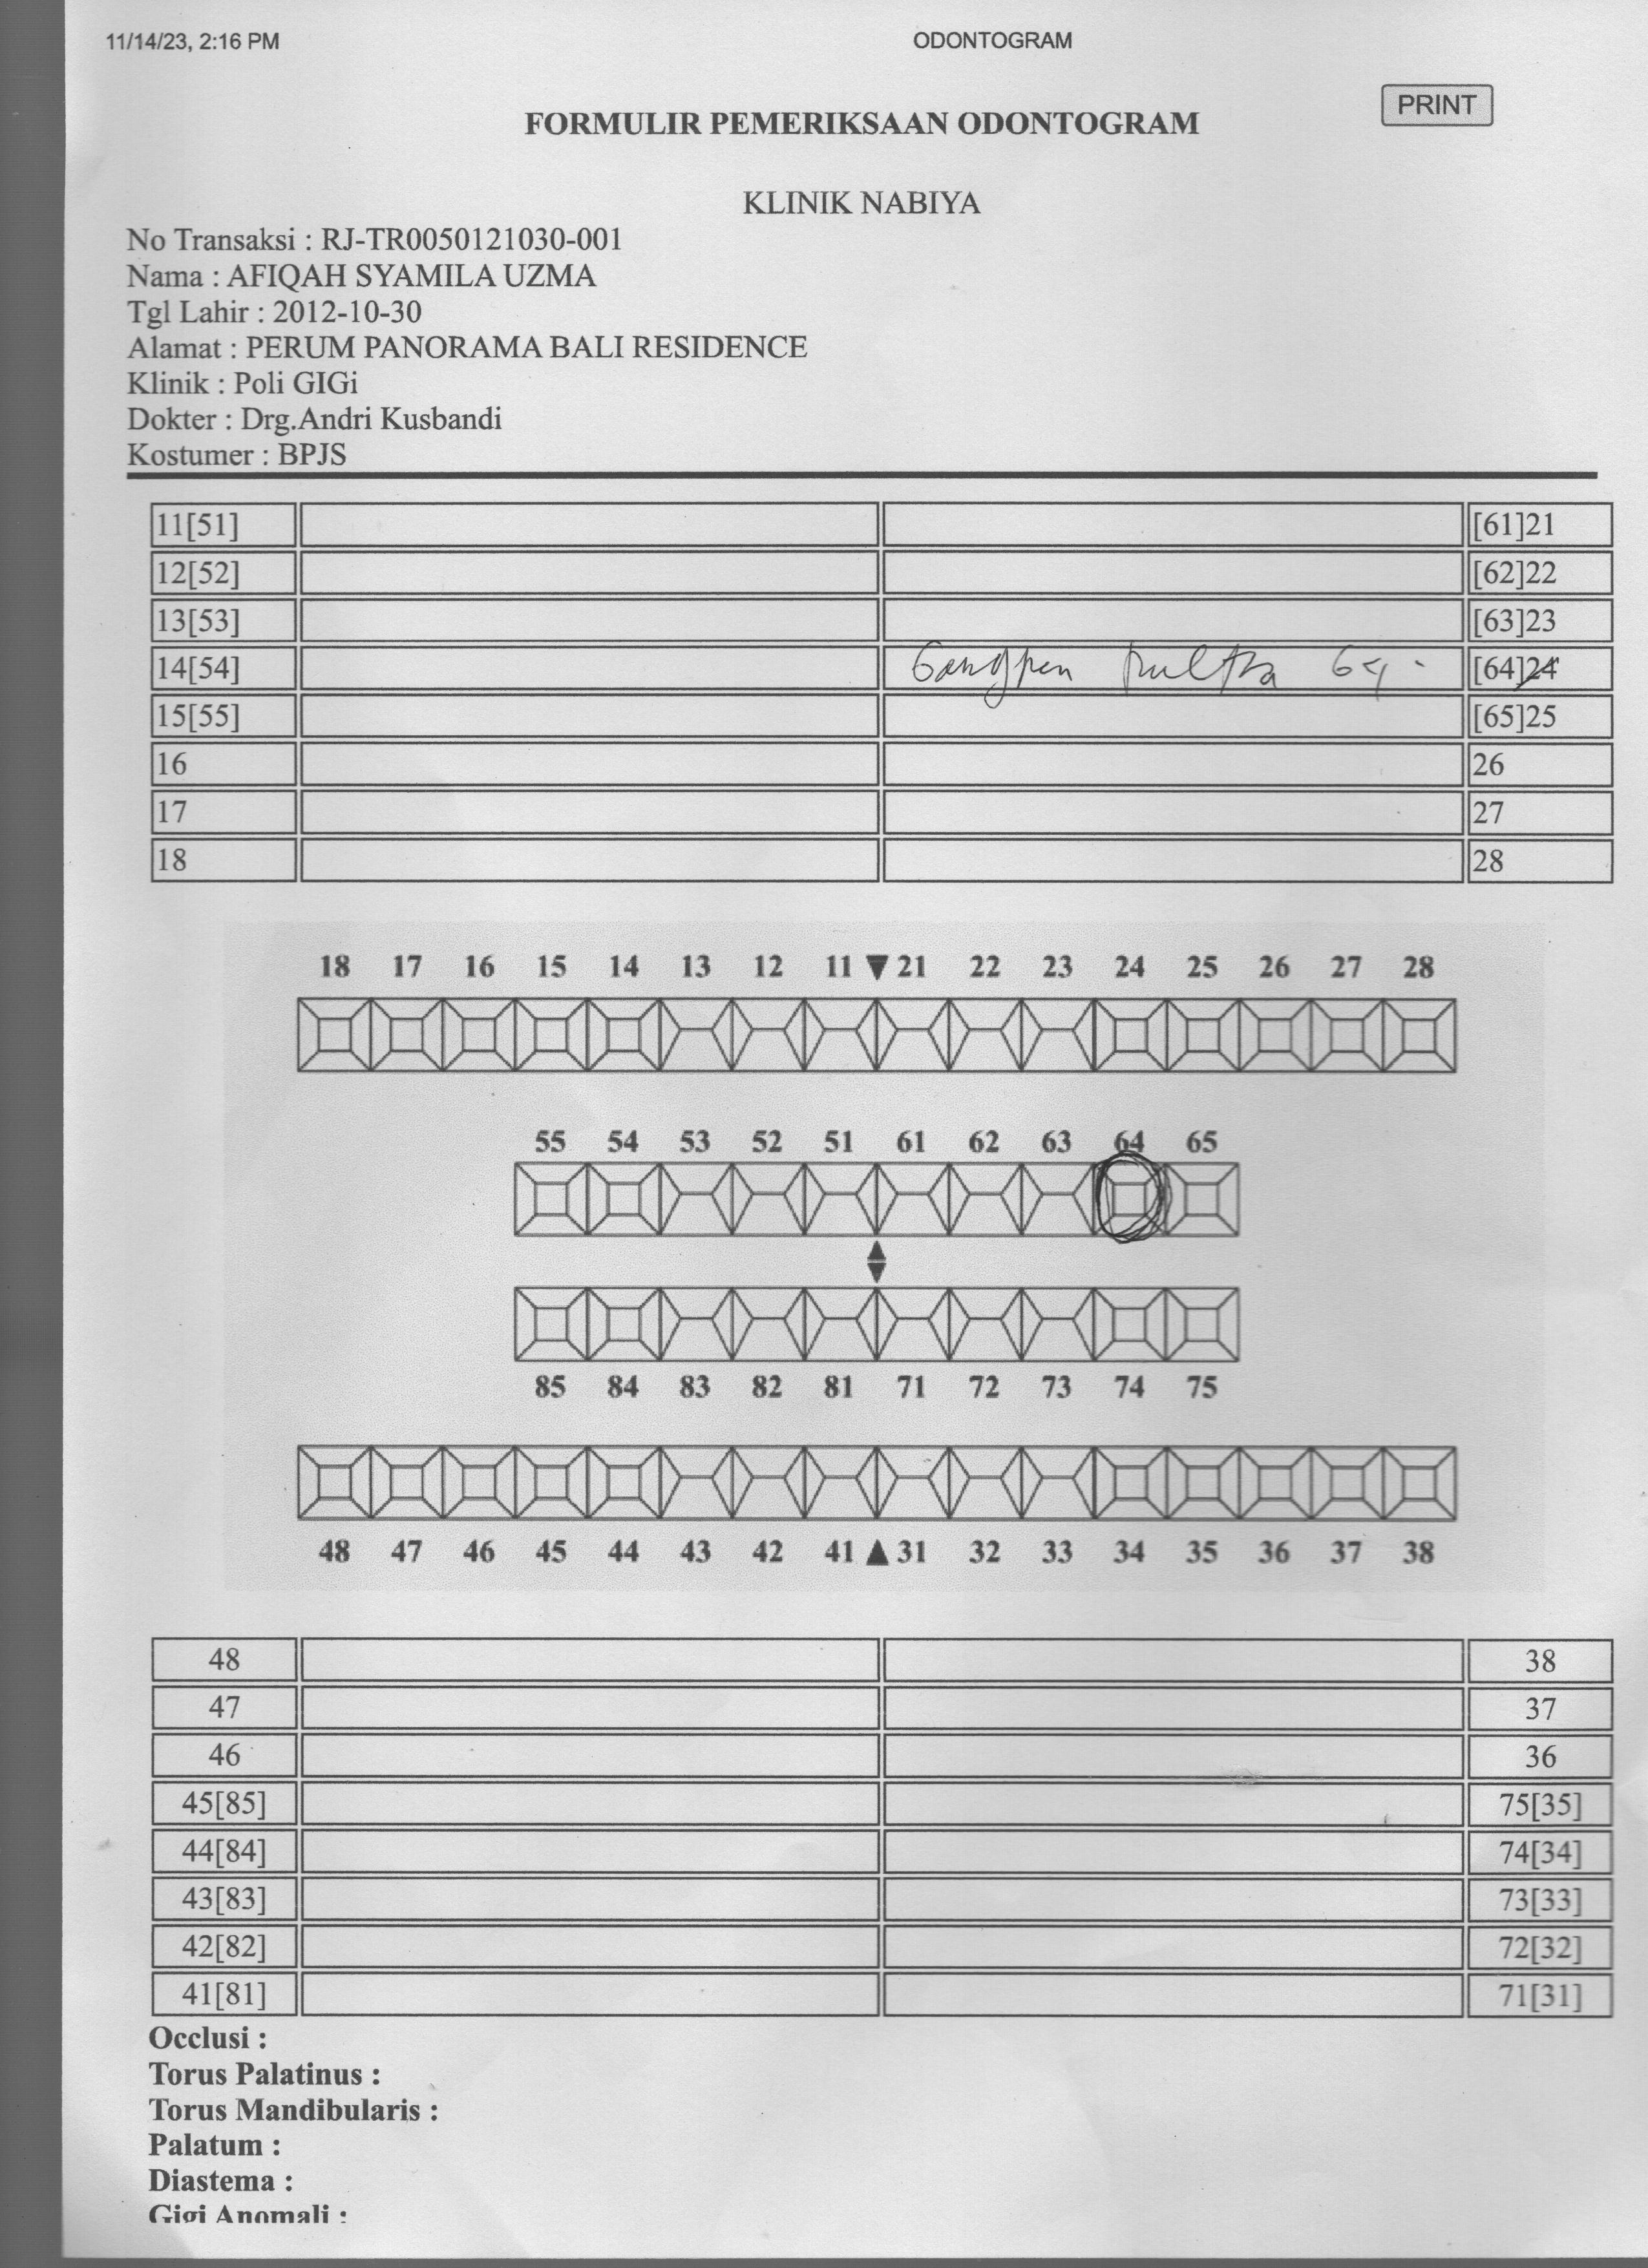 11/14/23, 2:16 PM ODONTOGRAM
PRINT
FORMULIR PEMERIKSAAN ODONTOGRAM
KLINIK NABIYA
No Transaksi : RJ-TR0050121030-001
Nama : AFIQAH SYAMILA UZMA
Tgl Lahir : 2012-10-30
Alamat : PERUM PANORAMA BALI RESIDENCE
Klinik : Poli GIGi
Dokter : Drg.Andri Kusbandi
Kostumer : BPJS
11[51] [61]21
12[52] [62]22
13[53] [63]23
14[54] 64 [64]24
15[55] [65]25
16 26
17 27
18 28
18 17 16 15 14 13 12 11 21 22 23 24 25 26 27 28
55 54 53 52 51 61 62 63 64 65
85 84 83 82 81 71 72 73 74 75
48 47 46 45 44 43 42 41 31 32 33 34 35 36 37 38
48 38
47 37
46 36
45[85] 75[35]
44[84] 74[34]
43[83] 73[33]
42[82] 72[32]
41[81] 71[31]
Occlusi :
Torus Palatinus :
Torus Mandibularis :
Palatum :
Diastema :
Gigi Anomali :